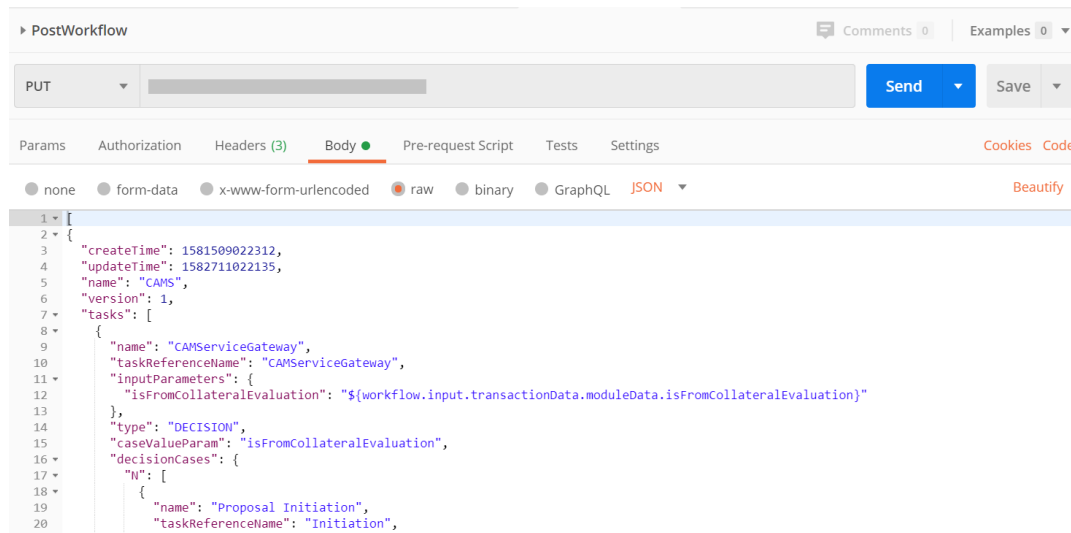 PostWorkflow
Comments 0 Examples 0
PUT Send Save
Params Authorization Headers (3) Body Pre-request Script Tests Settings Cookies Code
none form-data x-www-form-urlencoded raw binary GraphQL JSON Beautify
1 [
2 {
3 "createTime": 1581509022312,
4 "updateTime": 1582711022135,
5 "name": "CAMS",
6 "version": 1,
7 "tasks": [
8 {
9 "name": "CAMServiceGateway",
10 "taskReferenceName": "CAMServiceGateway",
11 "inputParameters": {
12 "isFromCollateralEvaluation": "${workflow.input.transactionData.moduleData.isFromCollateralEvaluation}"
13 },
14 "type": "DECISION",
15 "caseValueParam": "isFromCollateralEvaluation",
16 "decisionCases": {
17 "N": [
18 {
19 "name": "Proposal Initiation",
20 "taskReferenceName": "Initiation",